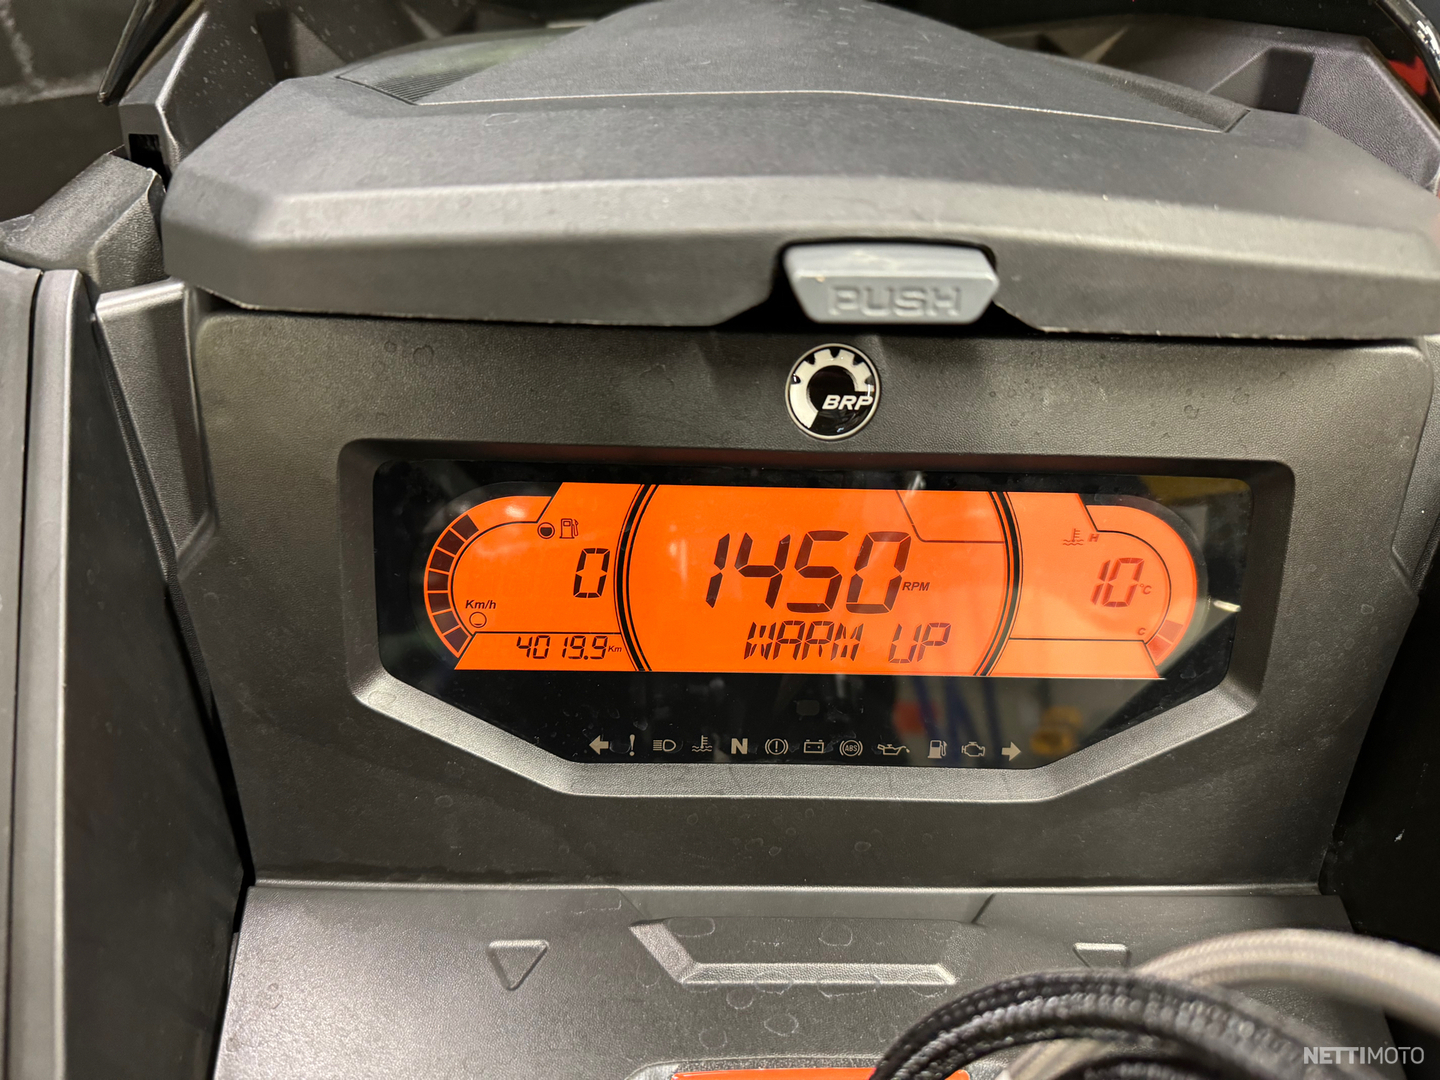 PUSH
BRP
0
Km/h
4019.9 Km
1450 RPM
WARM UP
H
10 °C
C
N
ABS
NETTIMOTO